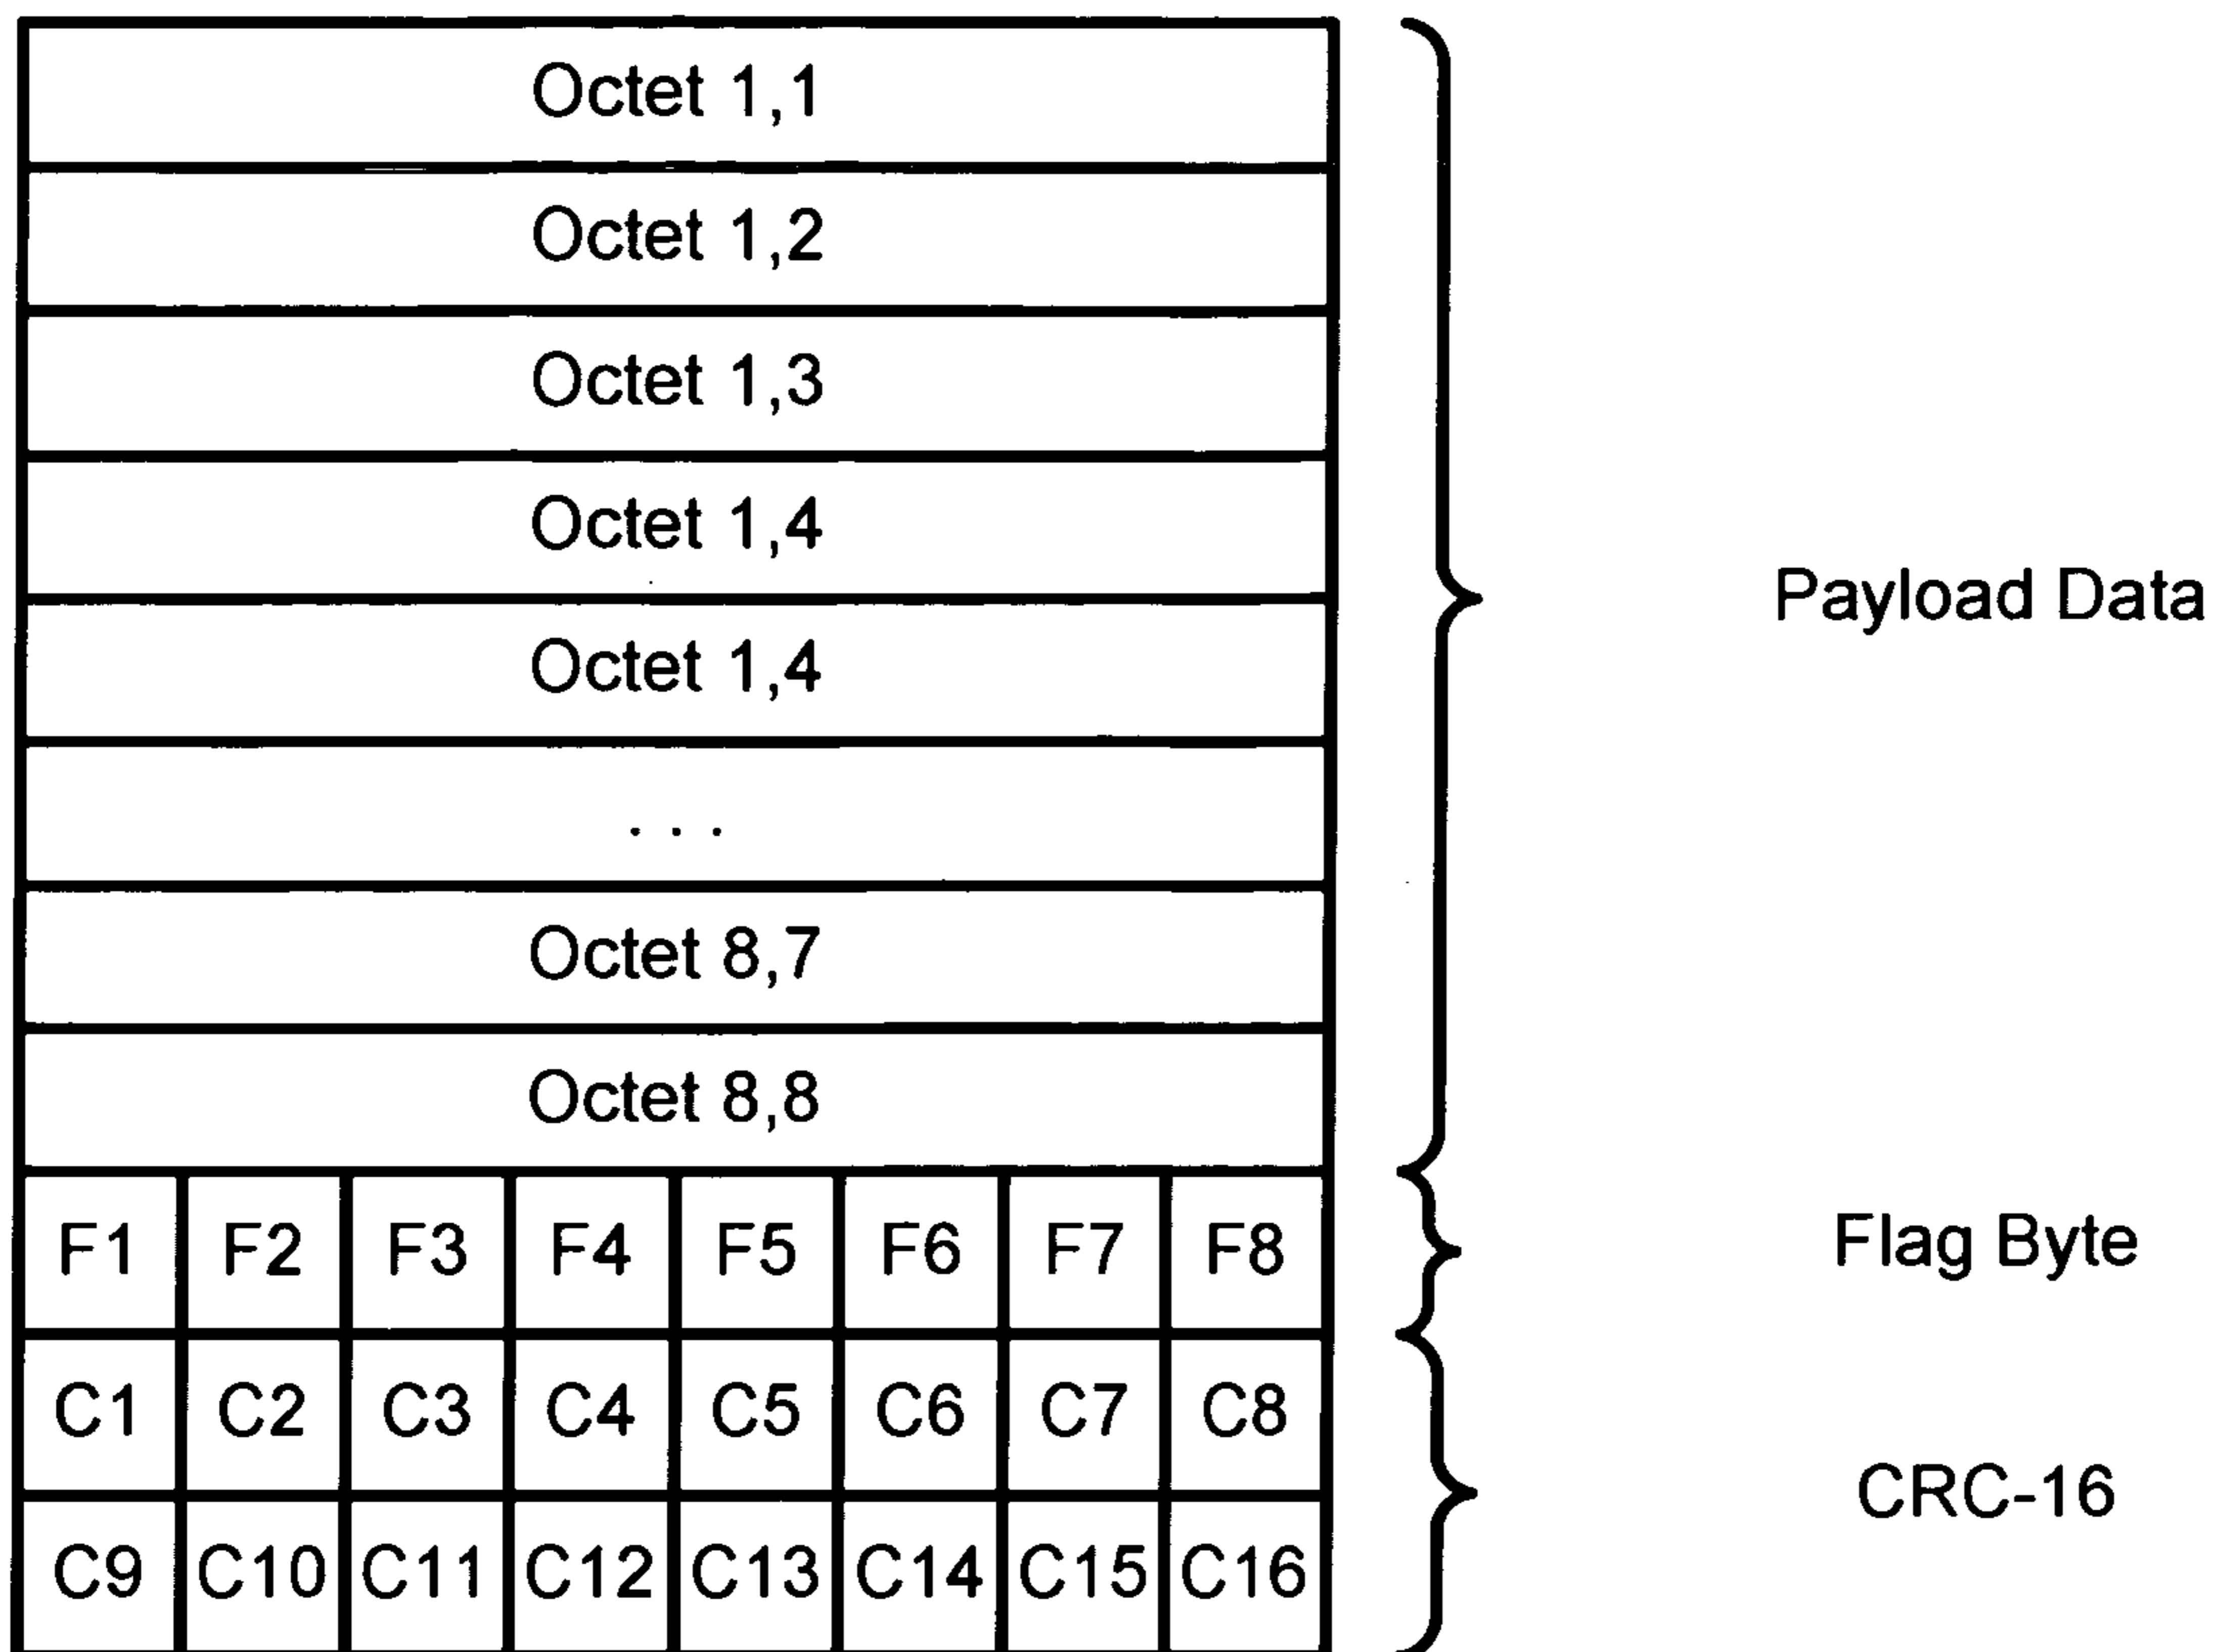 Octet 1,1
Octet 1,2
Octet 1,3
Octet 1,4
Octet 1,4
. . .
Octet 8,7
Octet 8,8
Payload Data
F1 F2 F3 F4 F5 F6 F7 F8
Flag Byte
C1 C2 C3 C4 C5 C6 C7 C8
C9 C10 C11 C12 C13 C14 C15 C16
CRC-16